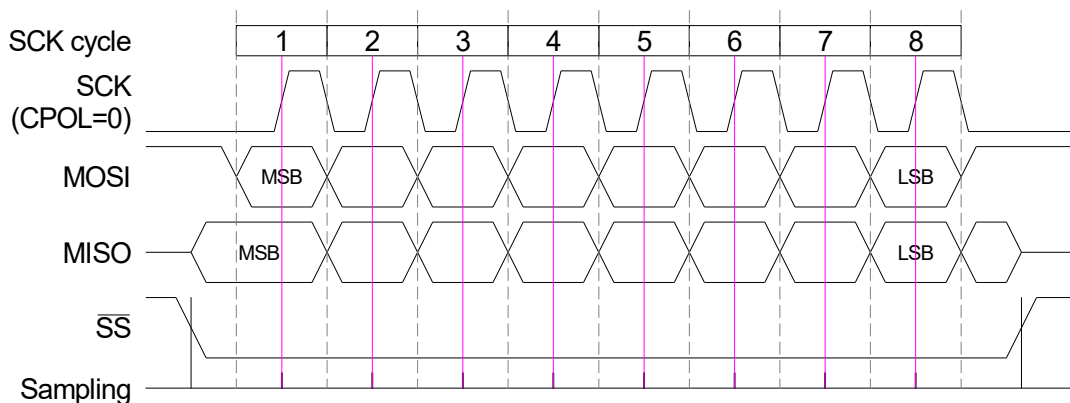 SCK cycle 1 2 3 4 5 6 7 8
SCK
(CPOL=0)
MOSI MSB LSB
MISO MSB LSB
S̅S̅
Sampling